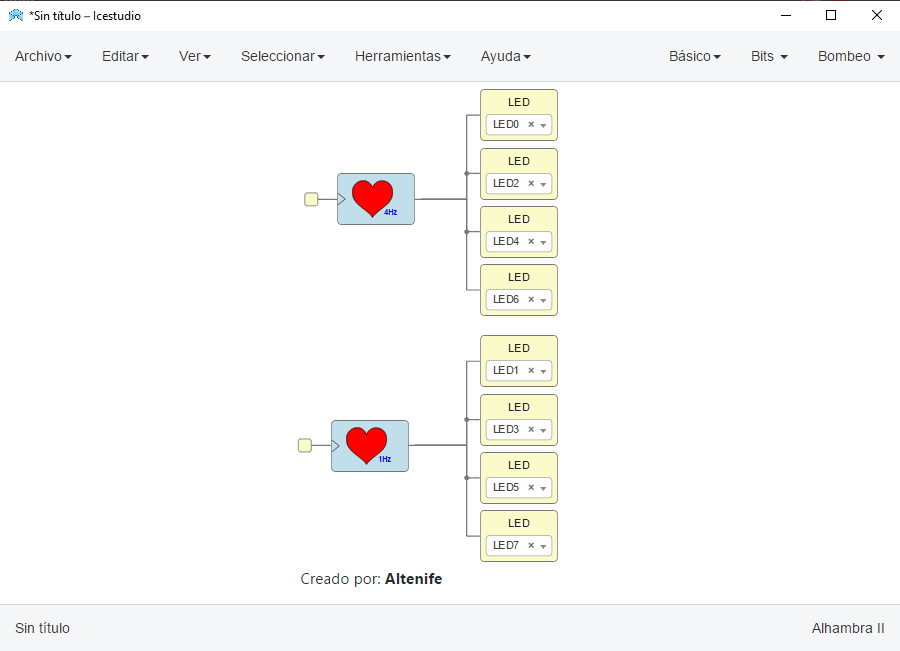 *Sin título – Icestudio
Archivo Editar Ver Seleccionar Herramientas Ayuda Básico Bits Bombeo
LED
LED0 ×
LED
LED2 ×
4Hz
LED
LED4 ×
LED
LED6 ×
LED
LED1 ×
LED
LED3 ×
1Hz
LED
LED5 ×
LED
LED7 ×
Creado por: Altenife
Sin título Alhambra II